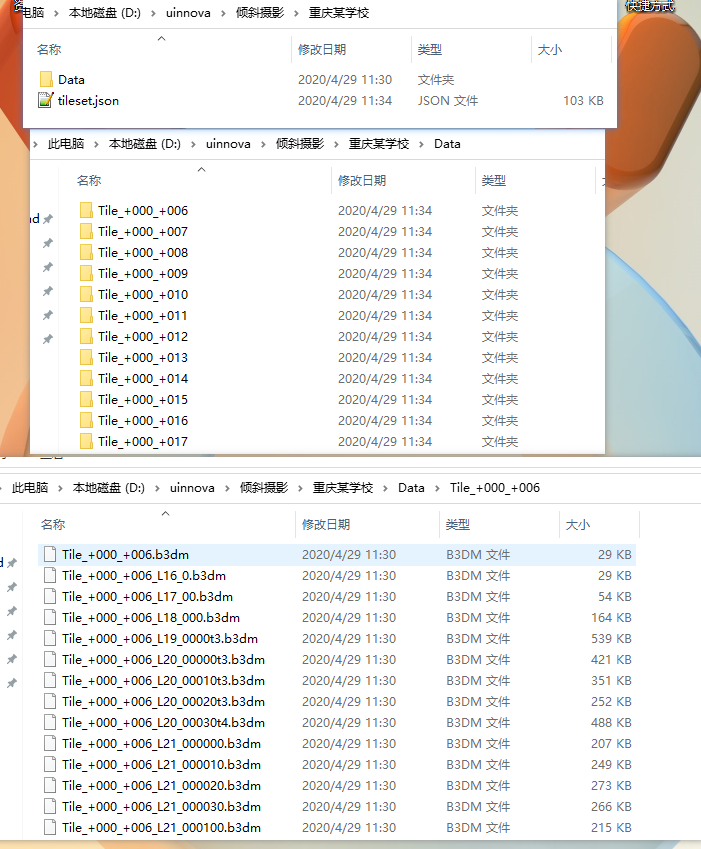 电脑 › 本地磁盘 (D:) › uinnova › 倾斜摄影 › 重庆某学校
快捷方式
名称 修改日期 类型 大小
Data 2020/4/29 11:30 文件夹
tileset.json 2020/4/29 11:34 JSON 文件 103 KB
› 此电脑 › 本地磁盘 (D:) › uinnova › 倾斜摄影 › 重庆某学校 › Data
名称 修改日期 类型
Tile_+000_+006 2020/4/29 11:34 文件夹
Tile_+000_+007 2020/4/29 11:34 文件夹
Tile_+000_+008 2020/4/29 11:34 文件夹
Tile_+000_+009 2020/4/29 11:34 文件夹
Tile_+000_+010 2020/4/29 11:34 文件夹
Tile_+000_+011 2020/4/29 11:34 文件夹
Tile_+000_+012 2020/4/29 11:34 文件夹
Tile_+000_+013 2020/4/29 11:34 文件夹
Tile_+000_+014 2020/4/29 11:34 文件夹
Tile_+000_+015 2020/4/29 11:34 文件夹
Tile_+000_+016 2020/4/29 11:34 文件夹
Tile_+000_+017 2020/4/29 11:34 文件夹
› 此电脑 › 本地磁盘 (D:) › uinnova › 倾斜摄影 › 重庆某学校 › Data › Tile_+000_+006
名称 修改日期 类型 大小
Tile_+000_+006.b3dm 2020/4/29 11:30 B3DM 文件 29 KB
Tile_+000_+006_L16_0.b3dm 2020/4/29 11:30 B3DM 文件 29 KB
Tile_+000_+006_L17_00.b3dm 2020/4/29 11:30 B3DM 文件 54 KB
Tile_+000_+006_L18_000.b3dm 2020/4/29 11:30 B3DM 文件 164 KB
Tile_+000_+006_L19_0000t3.b3dm 2020/4/29 11:30 B3DM 文件 539 KB
Tile_+000_+006_L20_00000t3.b3dm 2020/4/29 11:30 B3DM 文件 421 KB
Tile_+000_+006_L20_00010t3.b3dm 2020/4/29 11:30 B3DM 文件 351 KB
Tile_+000_+006_L20_00020t3.b3dm 2020/4/29 11:30 B3DM 文件 252 KB
Tile_+000_+006_L20_00030t4.b3dm 2020/4/29 11:30 B3DM 文件 488 KB
Tile_+000_+006_L21_000000.b3dm 2020/4/29 11:30 B3DM 文件 207 KB
Tile_+000_+006_L21_000010.b3dm 2020/4/29 11:30 B3DM 文件 249 KB
Tile_+000_+006_L21_000020.b3dm 2020/4/29 11:30 B3DM 文件 273 KB
Tile_+000_+006_L21_000030.b3dm 2020/4/29 11:30 B3DM 文件 266 KB
Tile_+000_+006_L21_000100.b3dm 2020/4/29 11:30 B3DM 文件 215 KB